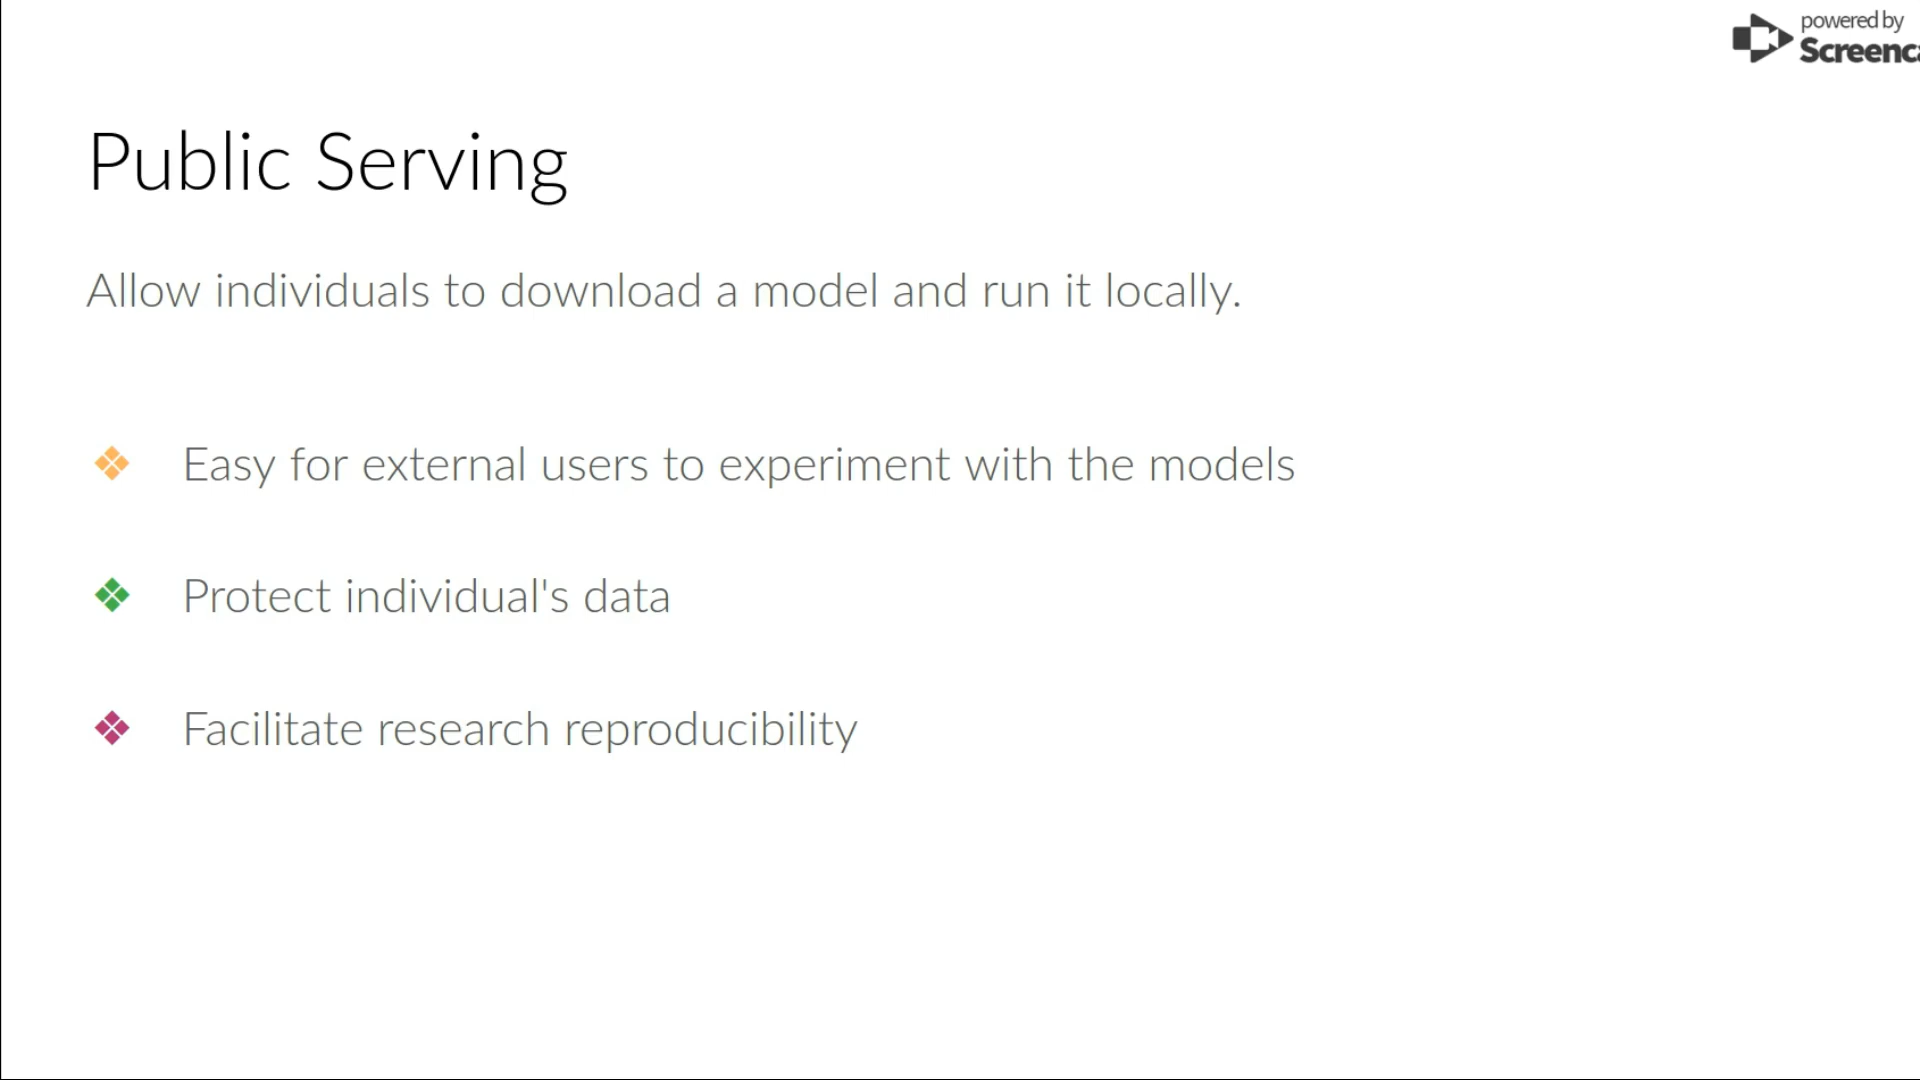 powered by
Public Serving
Allow individuals to download a model and run it locally.
Easy for external users to experiment with the models
Protect individual's data
Facilitate research reproducibility